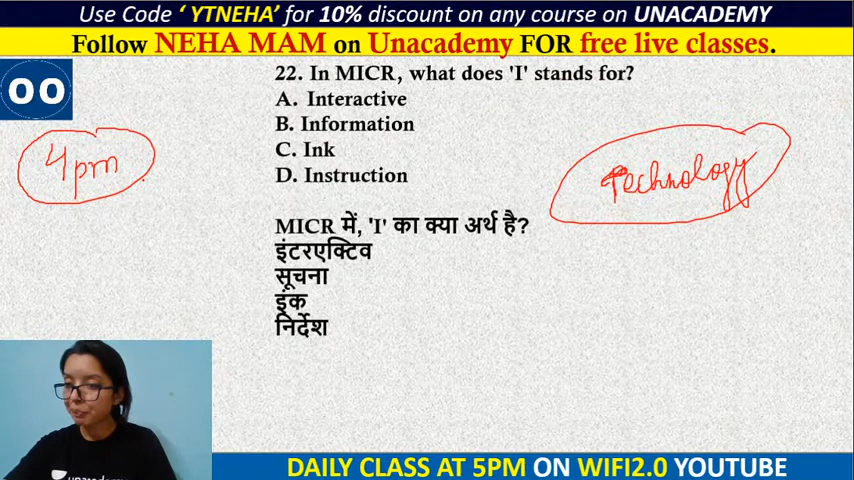 Use Code ‘ YTNEHA’ for 10% discount on any course on UNACADEMY
Follow NEHA MAM on Unacademy FOR free live classes.
00
22. In MICR, what does 'I' stands for?
A. Interactive
B. Information
C. Ink
D. Instruction
4pm
Technology
MICR में, 'I' का क्या अर्थ है?
इंटरएक्टिव
सूचना
इंक
निर्देश
unacademy
DAILY CLASS AT 5PM ON WIFI2.0 YOUTUBE